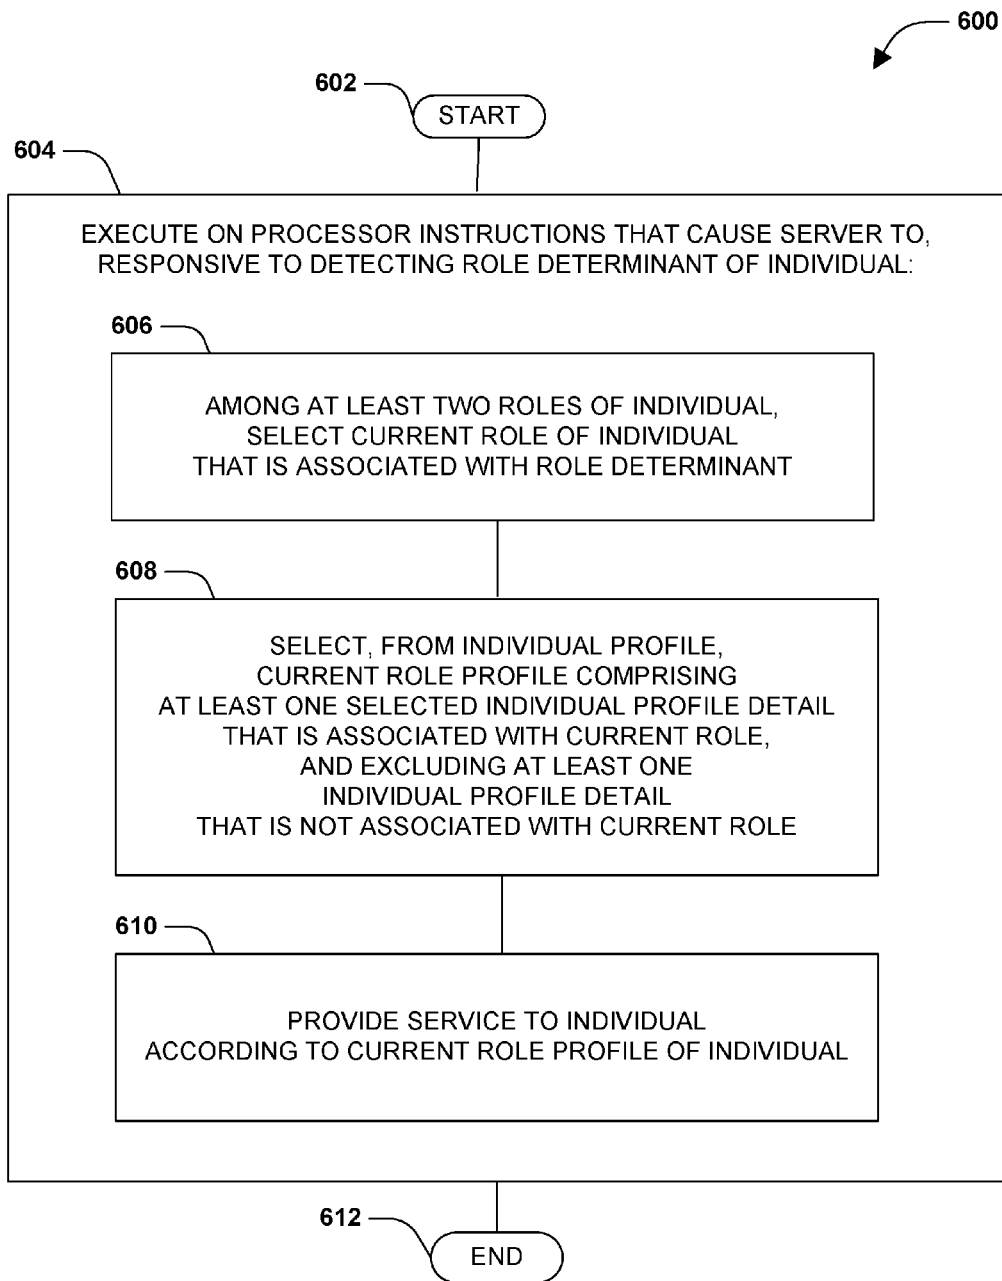 600
602
START
604
EXECUTE ON PROCESSOR INSTRUCTIONS THAT CAUSE SERVER TO,
RESPONSIVE TO DETECTING ROLE DETERMINANT OF INDIVIDUAL:
606
AMONG AT LEAST TWO ROLES OF INDIVIDUAL,
SELECT CURRENT ROLE OF INDIVIDUAL
THAT IS ASSOCIATED WITH ROLE DETERMINANT
608
SELECT, FROM INDIVIDUAL PROFILE,
CURRENT ROLE PROFILE COMPRISING
AT LEAST ONE SELECTED INDIVIDUAL PROFILE DETAIL
THAT IS ASSOCIATED WITH CURRENT ROLE,
AND EXCLUDING AT LEAST ONE
INDIVIDUAL PROFILE DETAIL
THAT IS NOT ASSOCIATED WITH CURRENT ROLE
610
PROVIDE SERVICE TO INDIVIDUAL
ACCORDING TO CURRENT ROLE PROFILE OF INDIVIDUAL
612
END